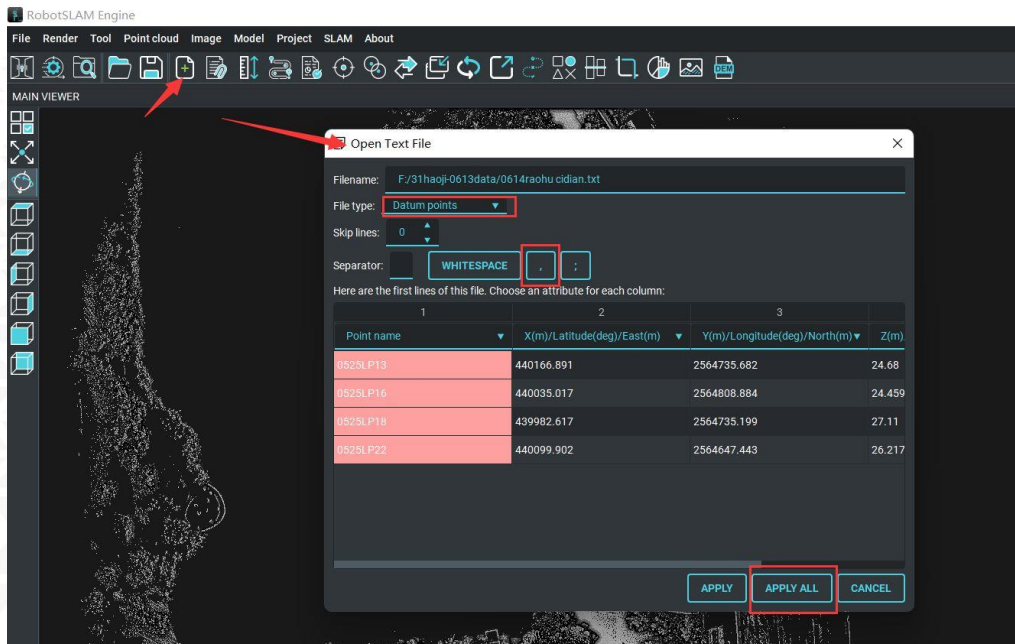 RobotSLAM Engine
File Render Tool Point cloud Image Model Project SLAM About
DEM
MAIN VIEWER
Open Text File
Filename: F:/31haoji-0613data/0614raohu cidian.txt
File type: Datum points
Skip lines: 0
Separator: WHITESPACE , ;
Here are the first lines of this file. Choose an attribute for each column:
1 2 3
Point name X(m)/Latitude(deg)/East(m) Y(m)/Longitude(deg)/North(m) Z(m)
0525LP13 440166.891 2564735.682 24.68
0525LP16 440035.017 2564808.884 24.459
0525LP18 439982.617 2564735.199 27.11
0525LP22 440099.902 2564647.443 26.217
APPLY APPLY ALL CANCEL